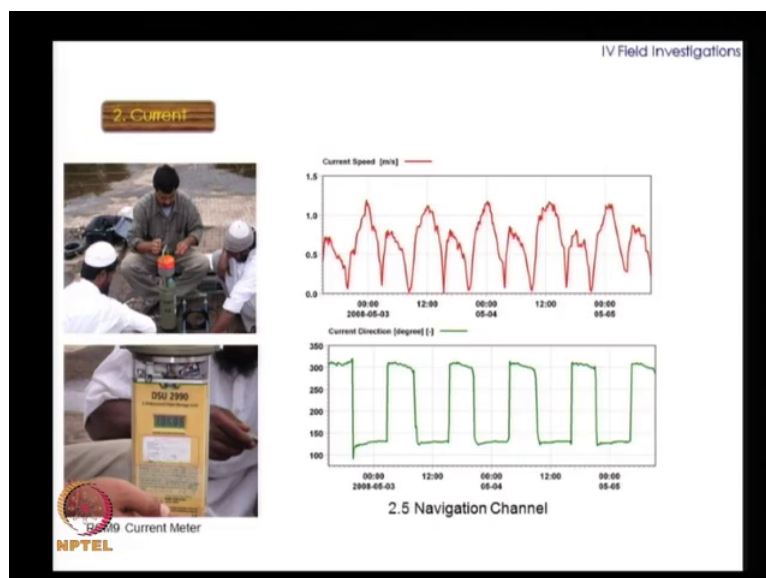 IV Field Investigations
2. Current
Current Speed [m/s]
1.5
1.0
0.5
0.0
00:00 12:00 00:00 12:00 00:00
2008-05-03 05-04 05-05
Current Direction [degree] [-]
350
300
250
200
150
100
00:00 12:00 00:00 12:00 00:00
2008-05-03 05-04 05-05
2.5 Navigation Channel
DSU 2990
Current Meter
NPTEL